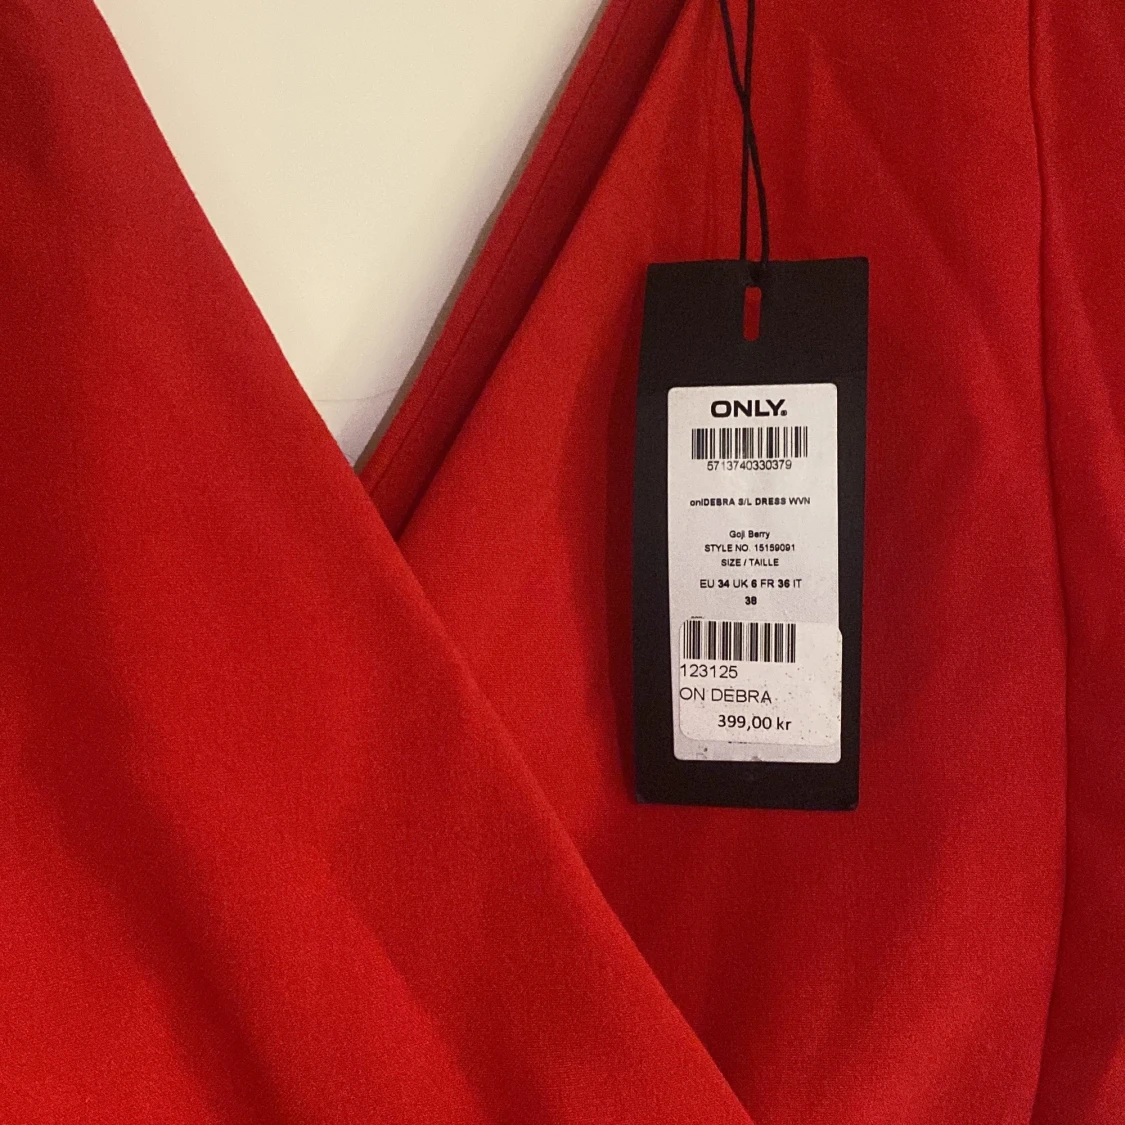 ONLY®
5713740330379
onlDEBRA S/L DRESS WVN
Goji Berry
STYLE NO. 15159091
SIZE / TAILLE
EU 34 UK 6 FR 36 IT
38
123125
ON DEBRA
399,00 kr